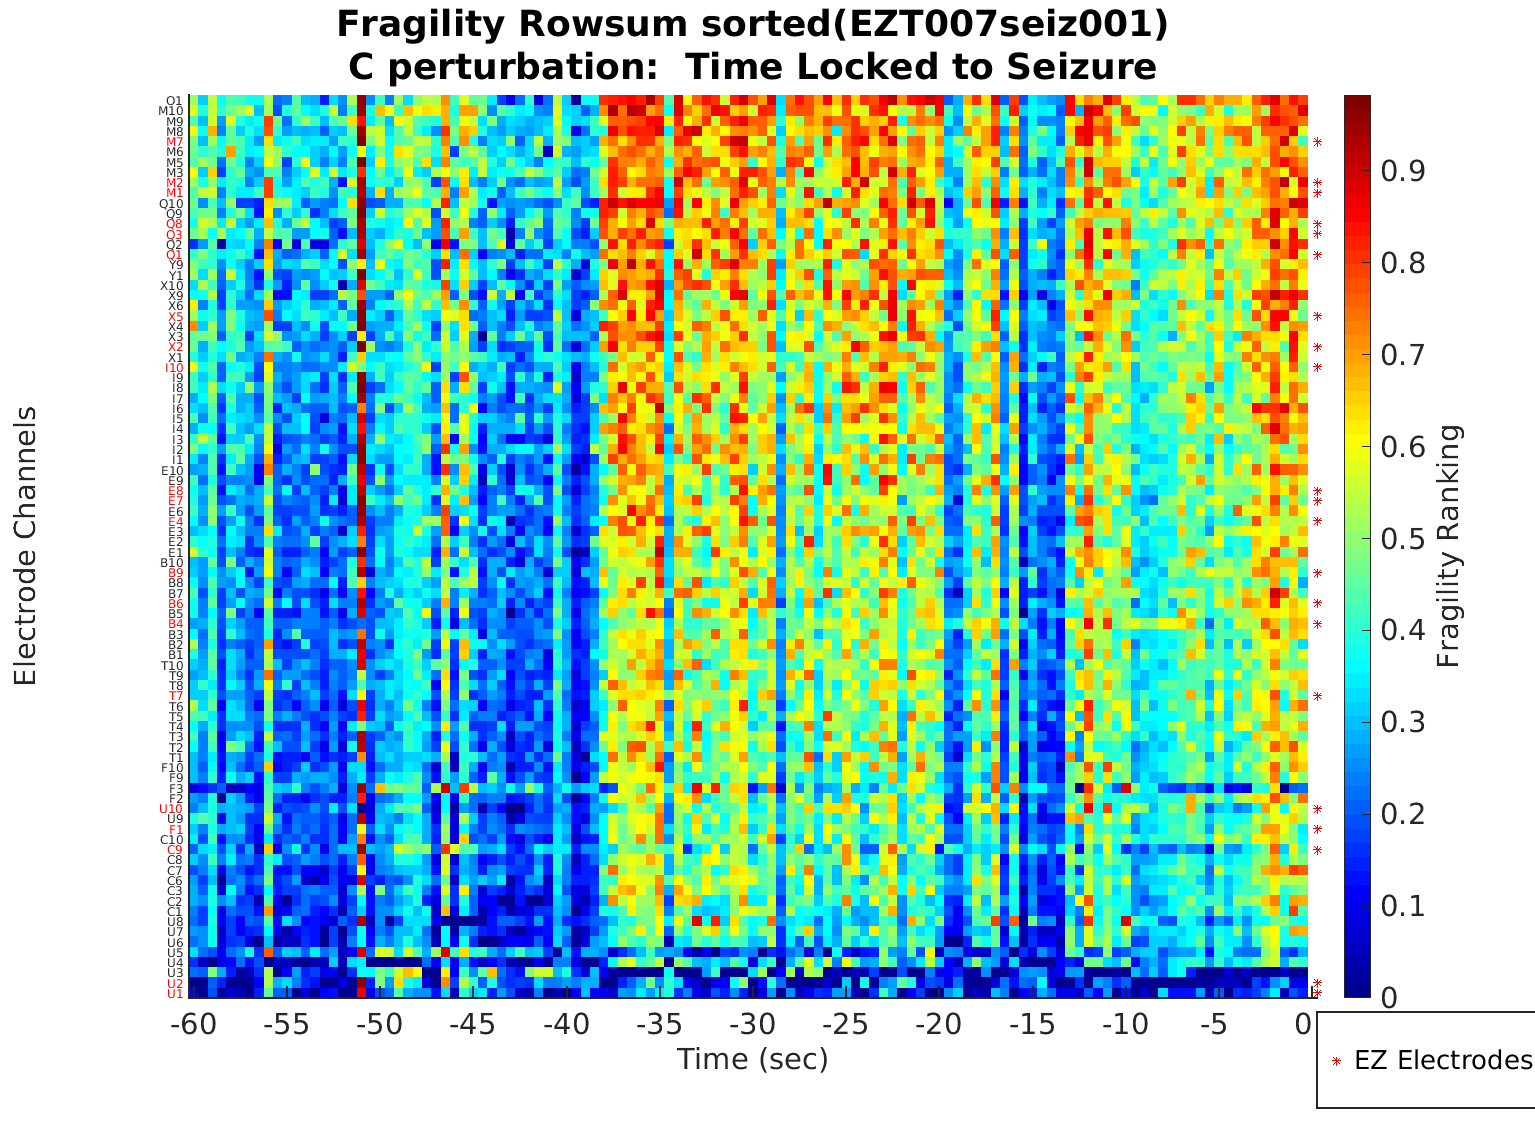 Fragility Rowsum sorted(EZT007seiz001)
C perturbation:  Time Locked to Seizure
Electrode Channels
O1
M10
M9
M8
M7
M6
M5
M3
M2
M1
Q10
Q9
Q8
Q3
Q2
Q1
Y9
Y1
X10
X9
X6
X5
X4
X3
X2
X1
I10
I9
I8
I7
I6
I5
I4
I3
I2
I1
E10
E9
E8
E7
E6
E4
E3
E2
E1
B10
B9
B8
B7
B6
B5
B4
B3
B2
B1
T10
T9
T8
T7
T6
T5
T4
T3
T2
T1
F10
F9
F3
F2
U10
U9
F1
C10
C9
C8
C7
C6
C3
C2
C1
U8
U7
U6
U5
U4
U3
U2
U1
-60 -55 -50 -45 -40 -35 -30 -25 -20 -15 -10 -5 0
Time (sec)
0.9
0.8
0.7
0.6
0.5
0.4
0.3
0.2
0.1
0
Fragility Ranking
EZ Electrodes